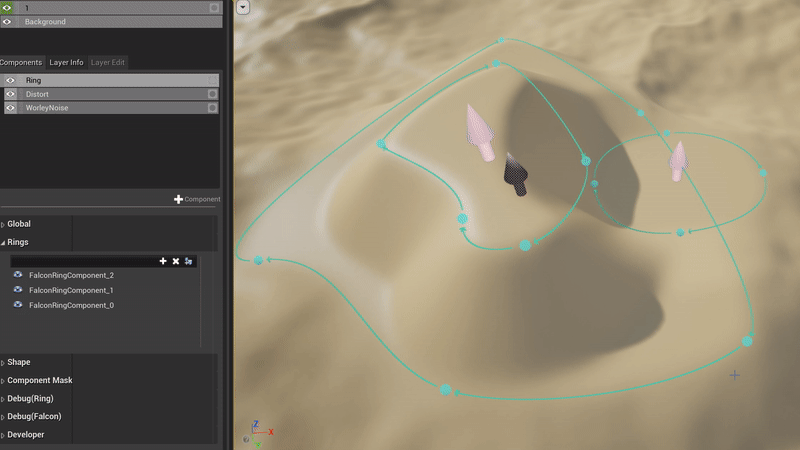 1
Background
Components Layer Info Layer Edit
Ring
Distort
WorleyNoise
Component
Global
Rings
FalconRingComponent_2
FalconRingComponent_1
FalconRingComponent_0
Shape
Component Mask
Debug(Ring)
Debug(Falcon)
Developer
Z
X
Y